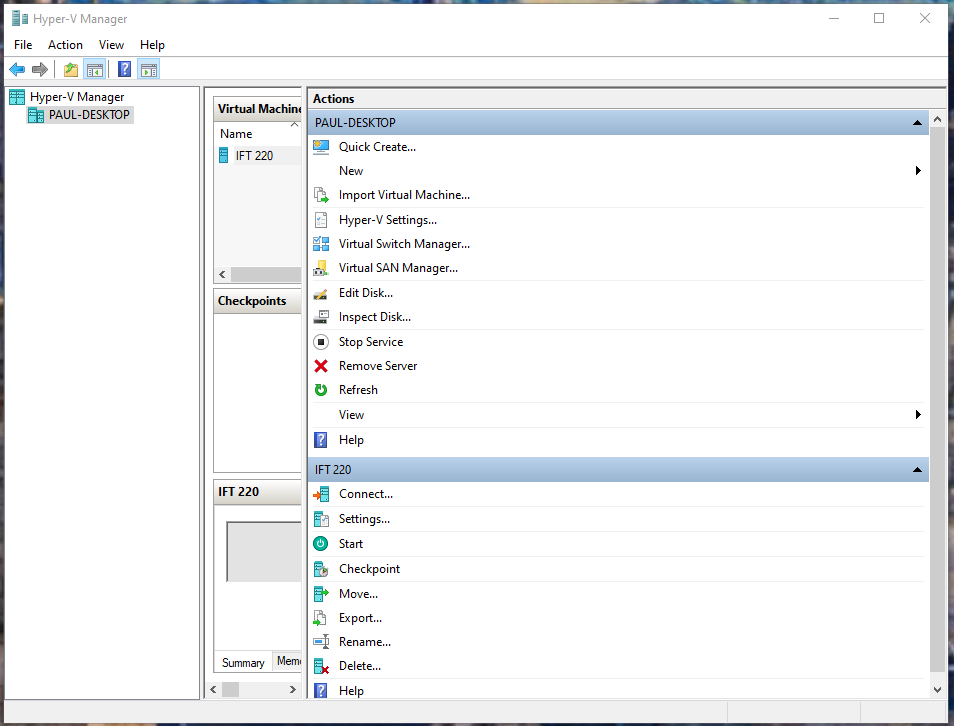 Hyper-V Manager
File Action View Help
Hyper-V Manager
PAUL-DESKTOP
Virtual Machine
Name
IFT 220
Checkpoints
IFT 220
Summary Memo
Actions
PAUL-DESKTOP
Quick Create...
New
Import Virtual Machine...
Hyper-V Settings...
Virtual Switch Manager...
Virtual SAN Manager...
Edit Disk...
Inspect Disk...
Stop Service
Remove Server
Refresh
View
Help
IFT 220
Connect...
Settings...
Start
Checkpoint
Move...
Export...
Rename...
Delete...
Help